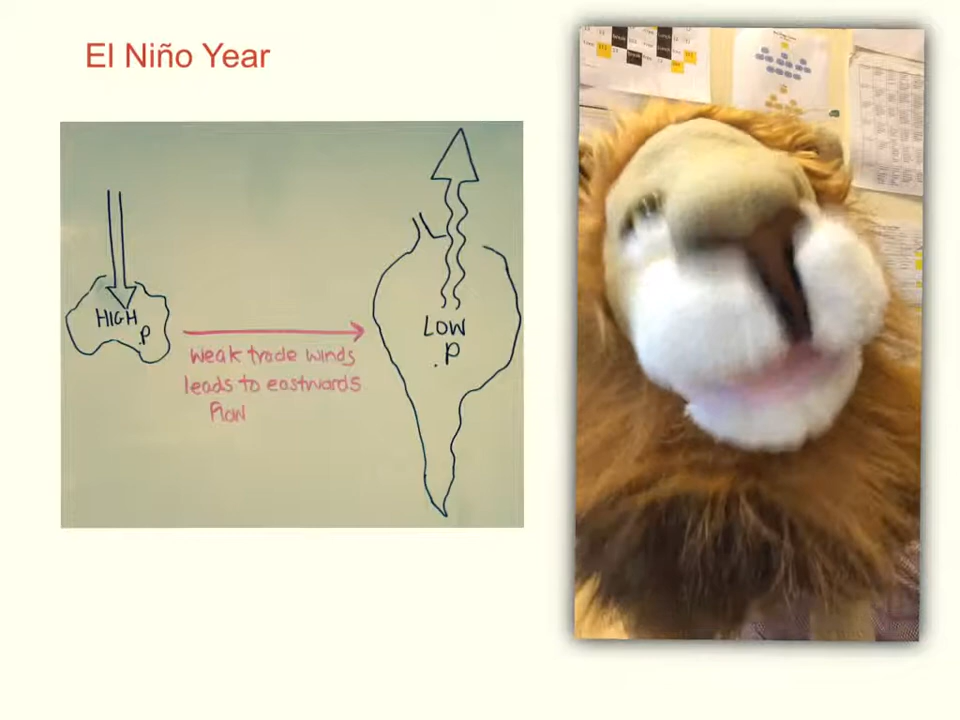 El Niño Year
HIGH
P
LOW
P
Weak trade winds
leads to eastwards
flow